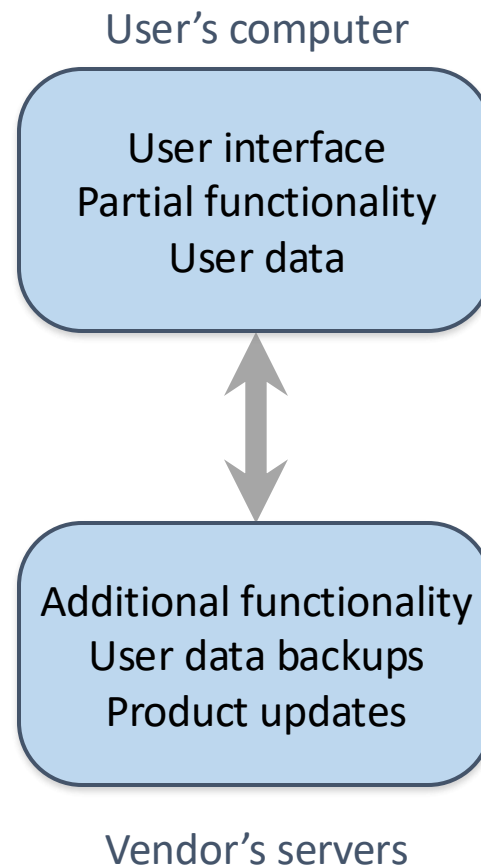 User’s computer
User interface
Partial functionality
User data
Additional functionality
User data backups
Product updates
Vendor’s servers